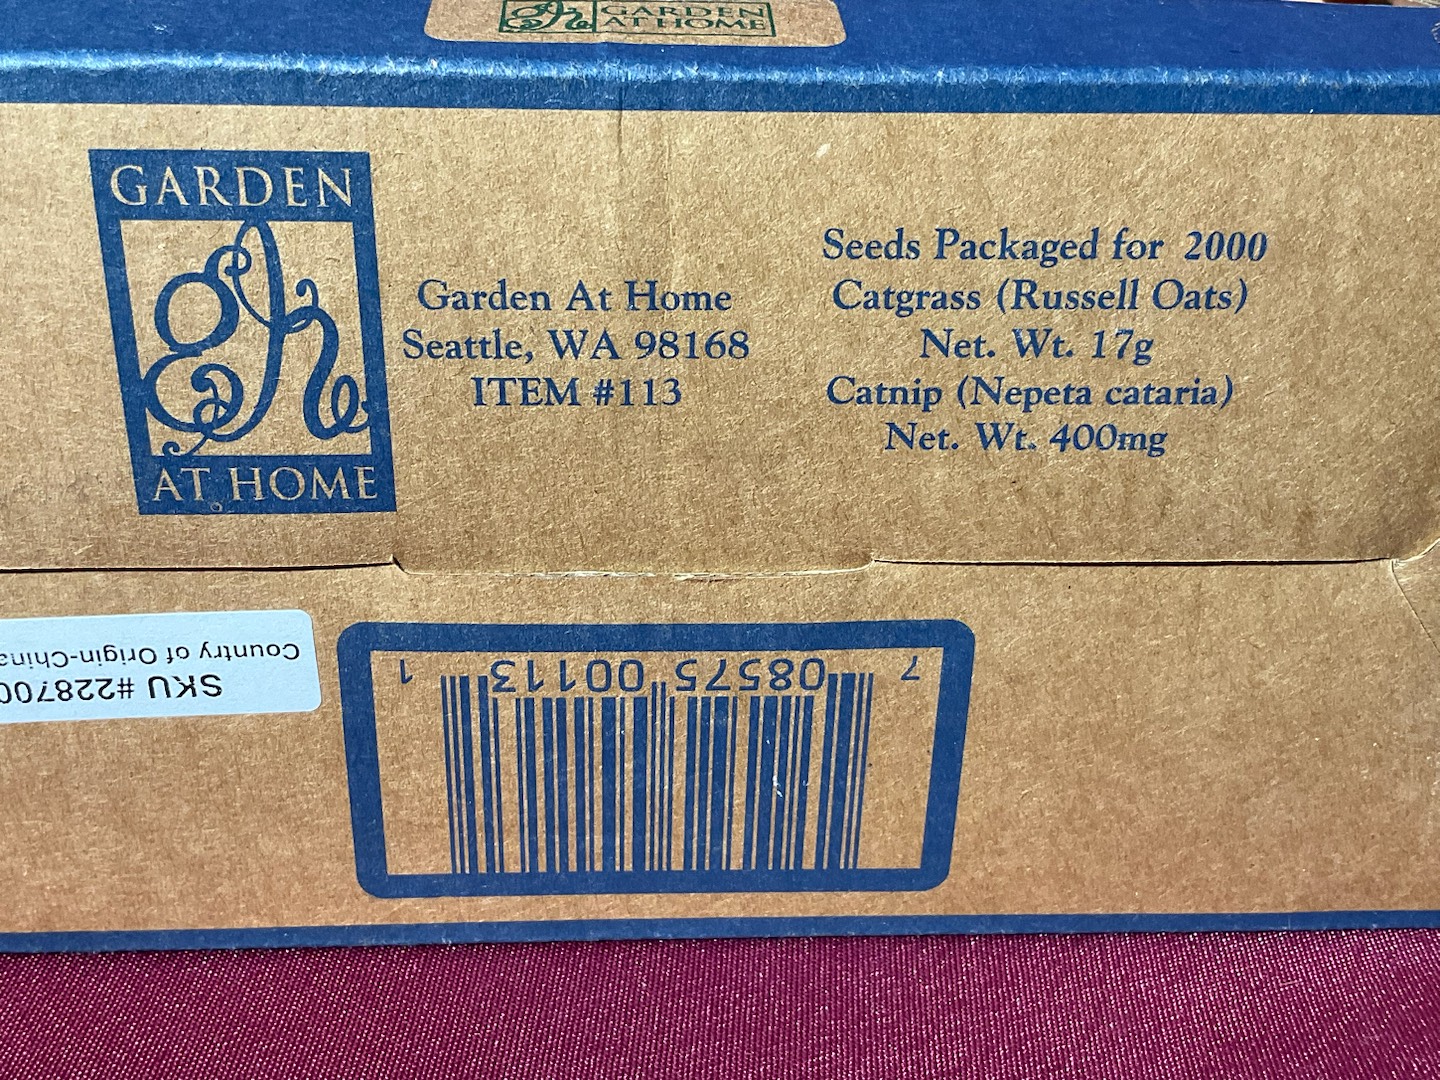 GARDEN
AT HOME
GARDEN
AT HOME
Garden At Home
Seattle, WA 98168
ITEM #113
Seeds Packaged for 2000
Catgrass (Russell Oats)
Net. Wt. 17g
Catnip (Nepeta cataria)
Net. Wt. 400mg
SKU #228700
Country of Origin-China
7 08575 00113 1